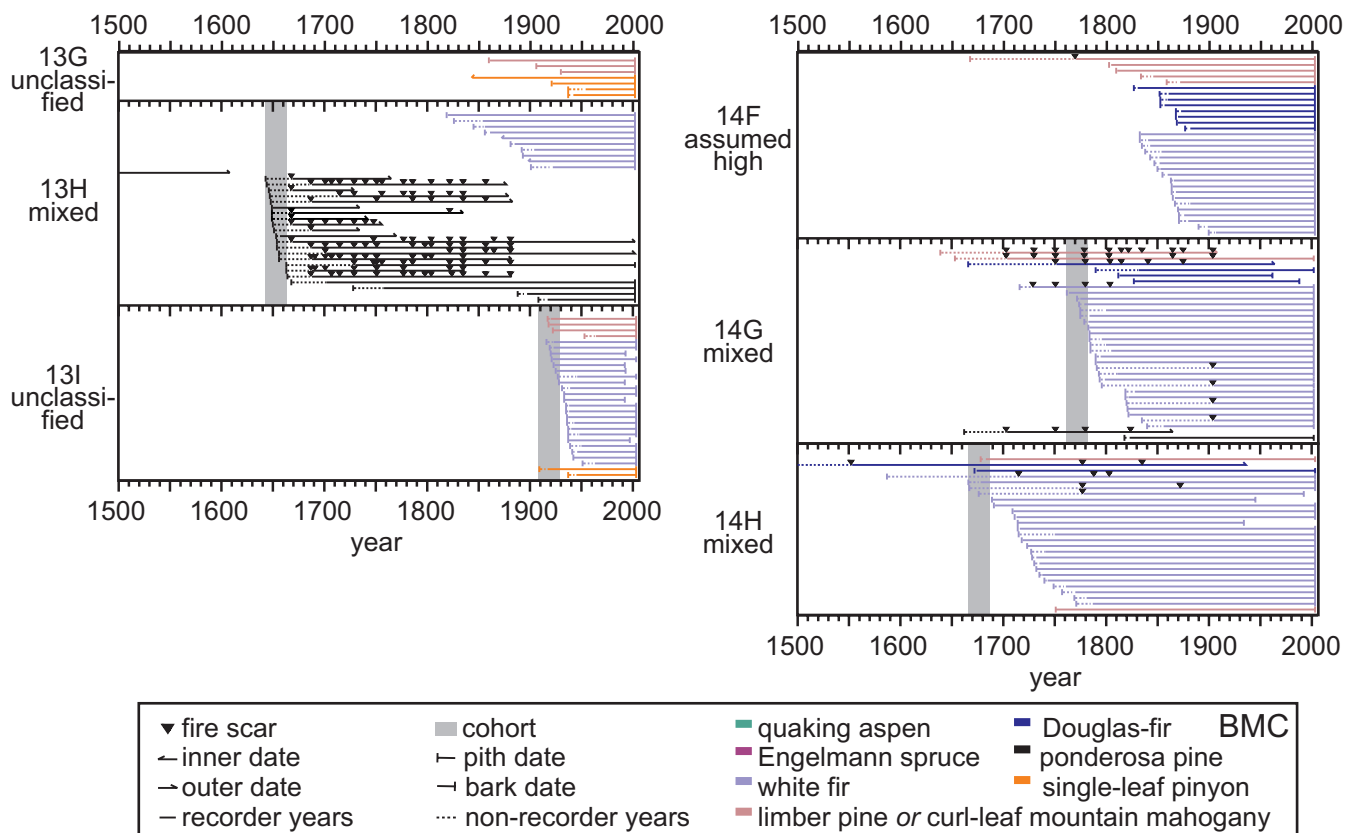 1500 1600 1700 1800 1900 2000
13G
unclassi-
fied
13H
mixed
13I
unclassi-
fied
1500 1600 1700 1800 1900 2000
year
1500 1600 1700 1800 1900 2000
14F
assumed
high
14G
mixed
14H
mixed
1500 1600 1700 1800 1900 2000
year
fire scar cohort quaking aspen Douglas-fir BMC
inner date pith date Engelmann spruce ponderosa pine
outer date bark date white fir single-leaf pinyon
recorder years non-recorder years limber pine or curl-leaf mountain mahogany